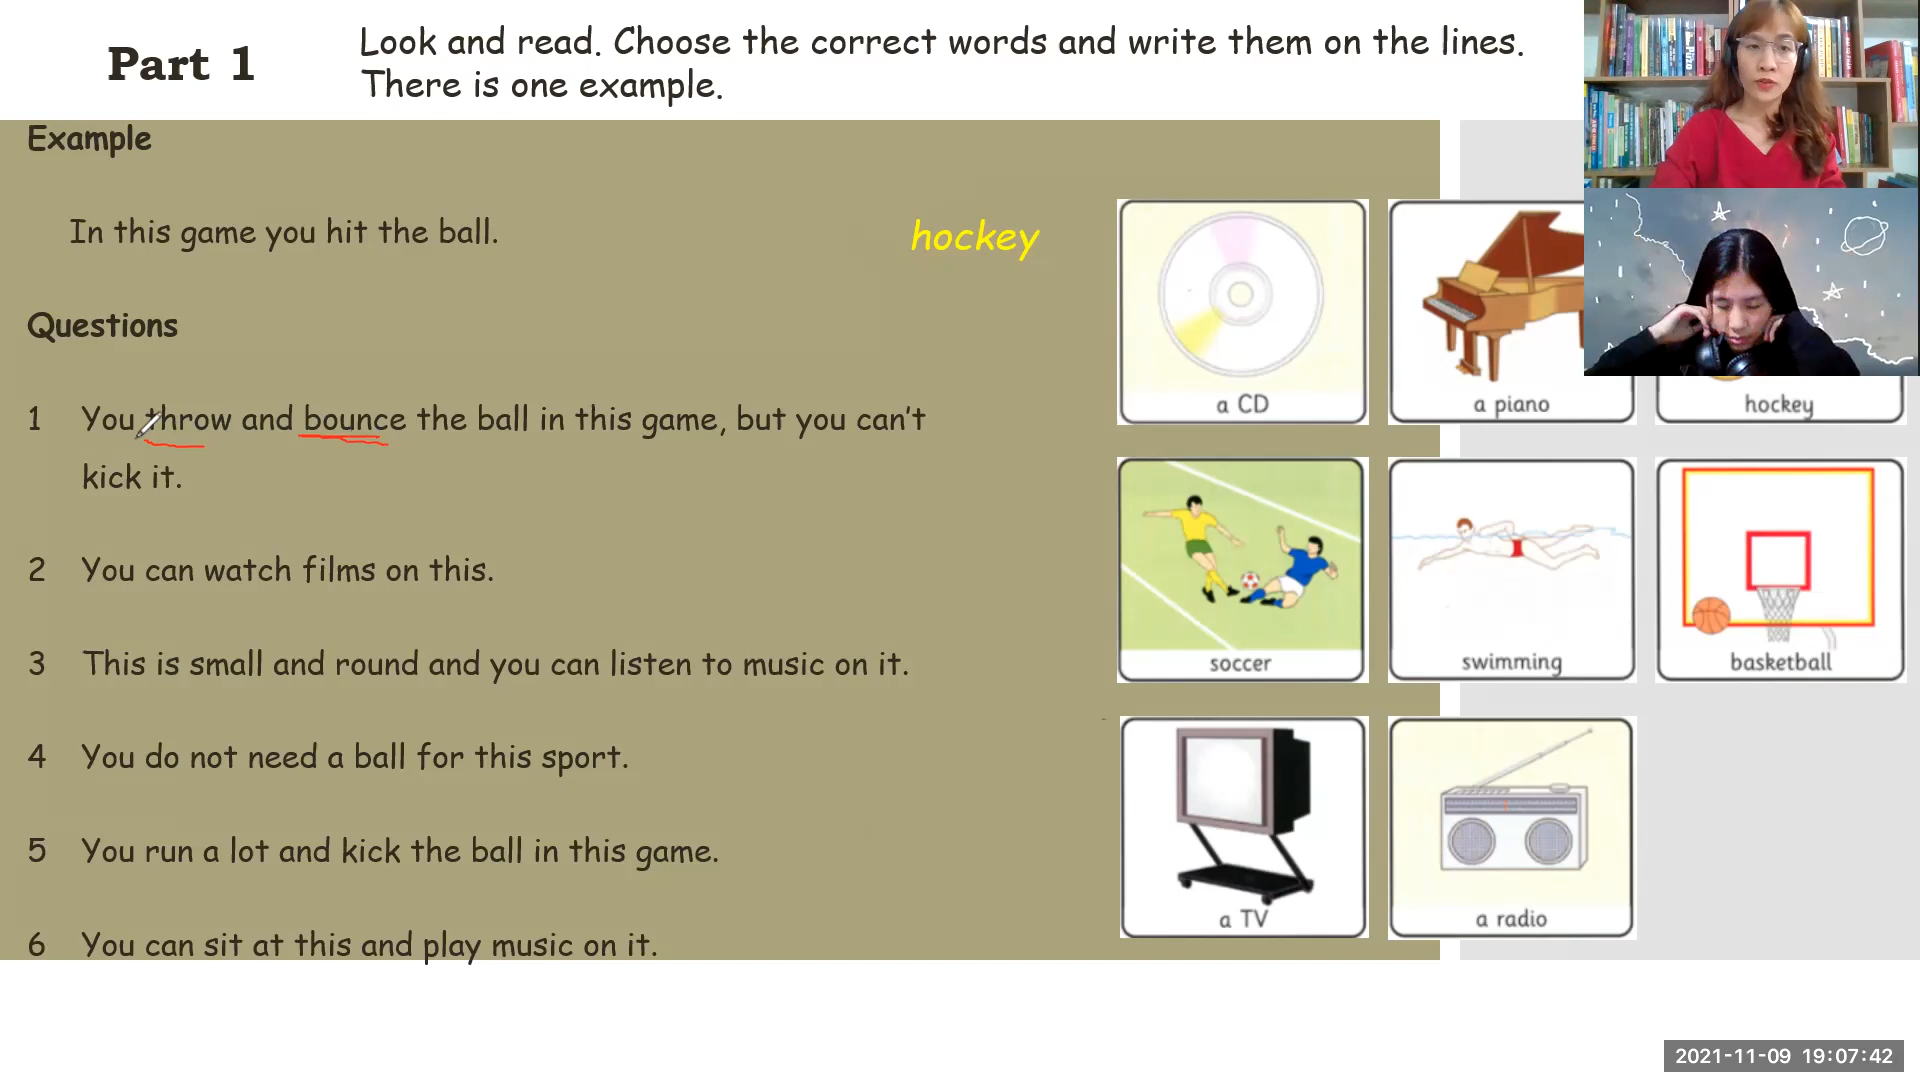 Part 1
Look and read. Choose the correct words and write them on the lines.
There is one example.
Example
In this game you hit the ball.
hockey
Questions
1 You throw and bounce the ball in this game, but you can't
kick it.
2 You can watch films on this.
3 This is small and round and you can listen to music on it.
4 You do not need a ball for this sport.
5 You run a lot and kick the ball in this game.
6 You can sit at this and play music on it.
a CD
a piano
hockey
soccer
swimming
basketball
a TV
a radio
2021-11-09 19:07:42